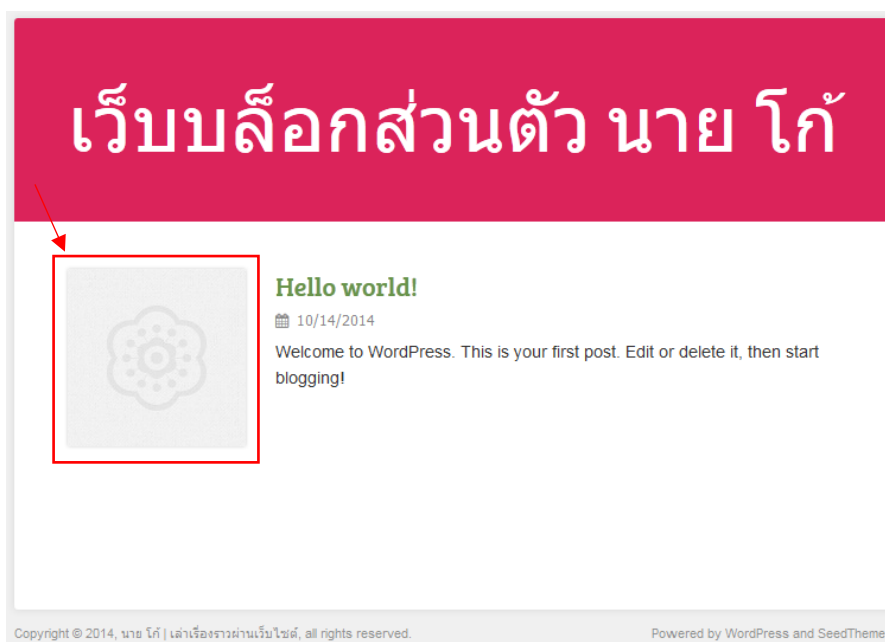 เว็บบล็อกส่วนตัว นาย โก้
Hello world!
10/14/2014
Welcome to WordPress. This is your first post. Edit or delete it, then start
blogging!
Copyright © 2014, นาย โก้ | เล่าเรื่องราวผ่านเว็บไซต์, all rights reserved.
Powered by WordPress and SeedTheme